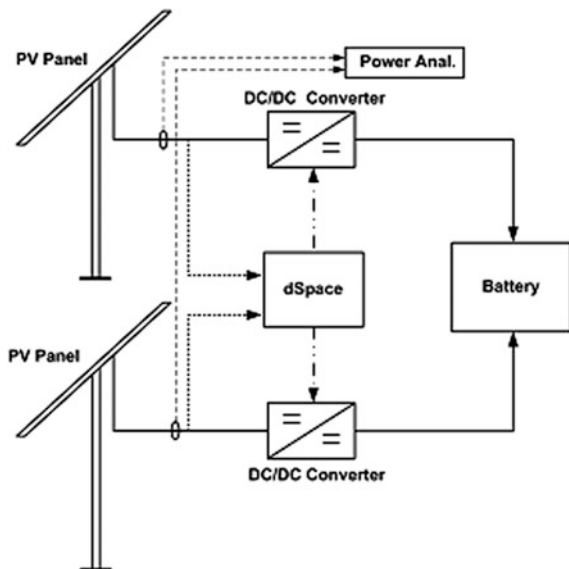 PV Panel
Power Anal.
DC/DC Converter
dSpace
Battery
PV Panel
DC/DC Converter